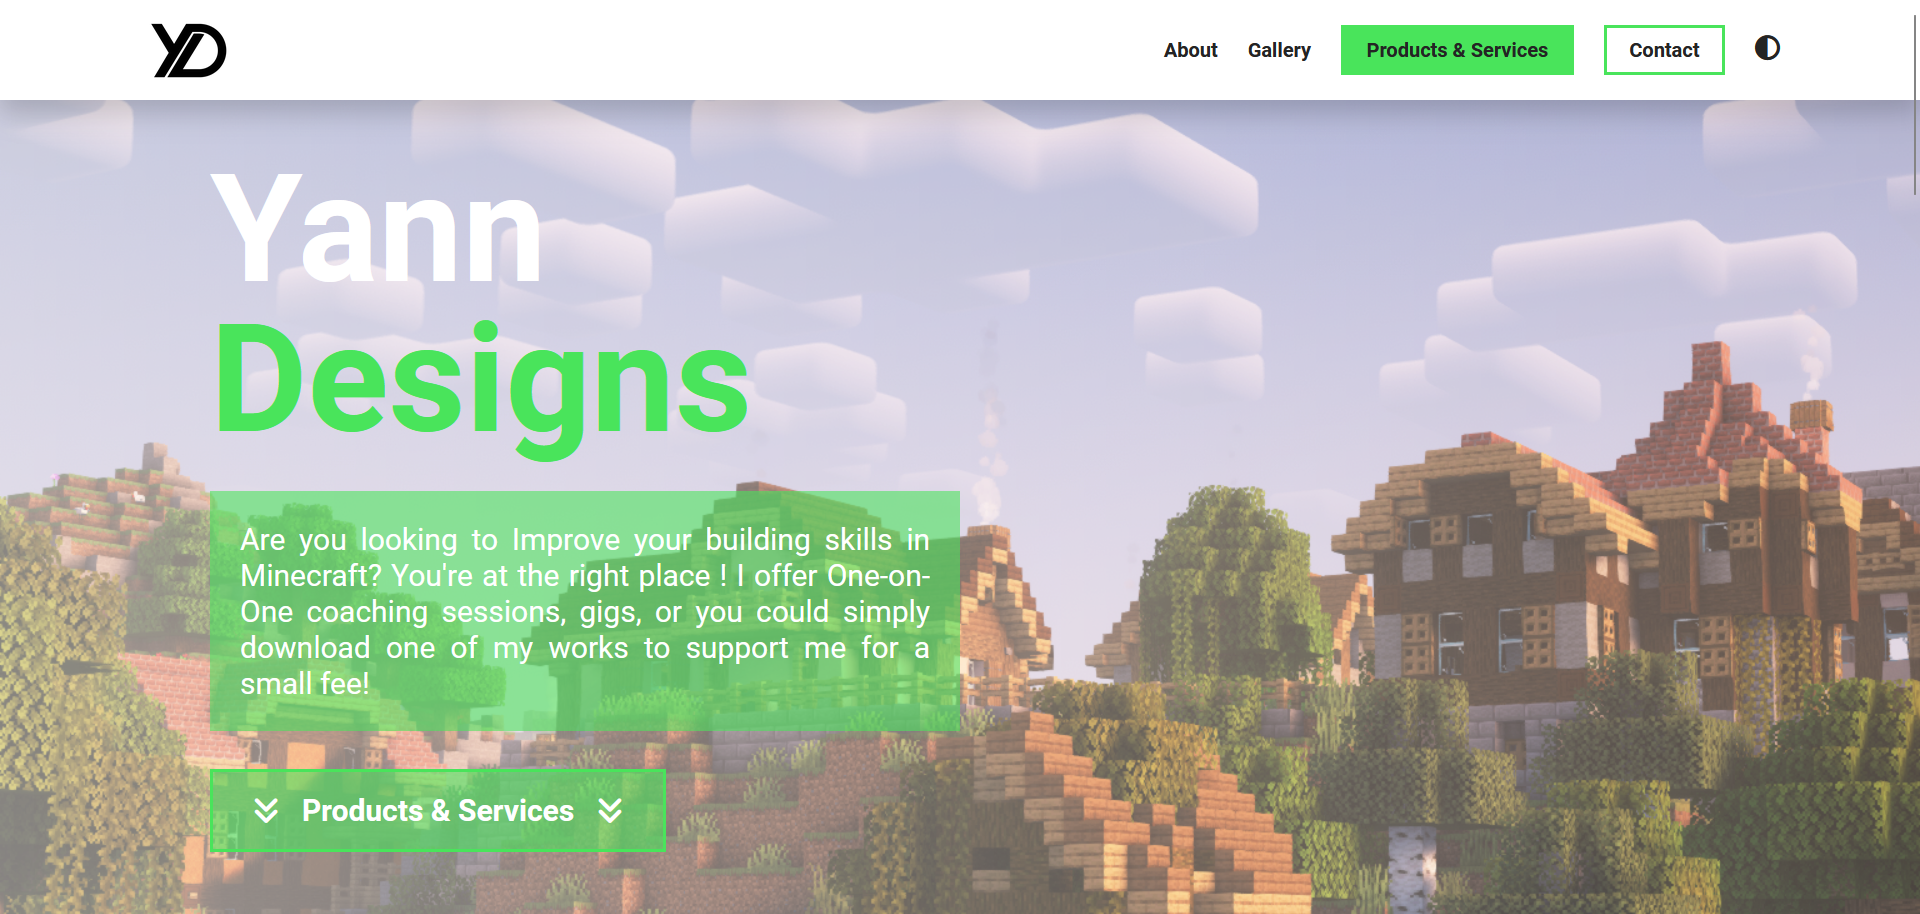 YD
About Gallery Products & Services Contact
Yann
Designs
Are you looking to Improve your building skills in
Minecraft? You're at the right place ! I offer One-on-
One coaching sessions, gigs, or you could simply
download one of my works to support me for a
small fee!
Products & Services